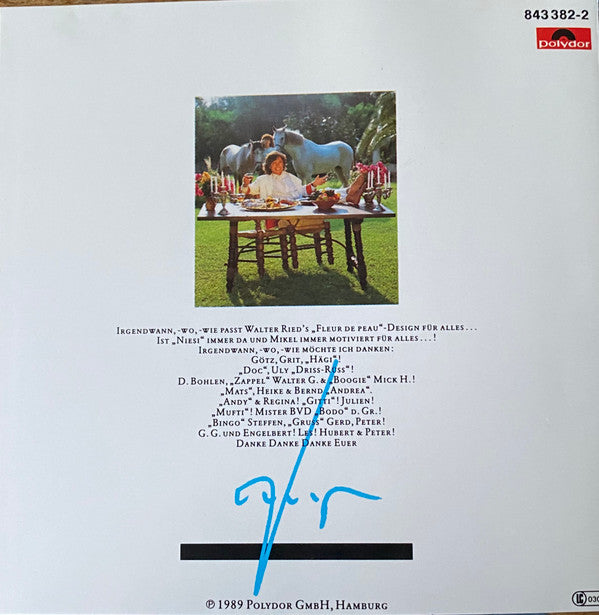 843 382-2
polydor
Irgendwann, -wo, -wie passt Walter Ried's „Fleur de peau"-Design für alles...
Ist „Niesi" immer da und Mikel immer motiviert für alles...!
Irgendwann, -wo, -wie möchte ich danken:
Götz, Grit, „Hägi"!
„Doc", Uly „Driss-Russ"!
D. Bohlen, „Zappel" Walter G. & „Boogie" Mick H.!
„Mats", Heike & Bernd „Andrea".
„Andy" & Regina! „Gitti"! Julien!
„Mufti"! Mister BVD „Bodo" d. Gr.!
„Bingo" Steffen, „Gruss" Gerd, Peter!
G. G. und Engelbert! Les! Hubert & Peter!
Danke Danke Danke Euer
℗ 1989 Polydor GmbH, Hamburg
LC 030